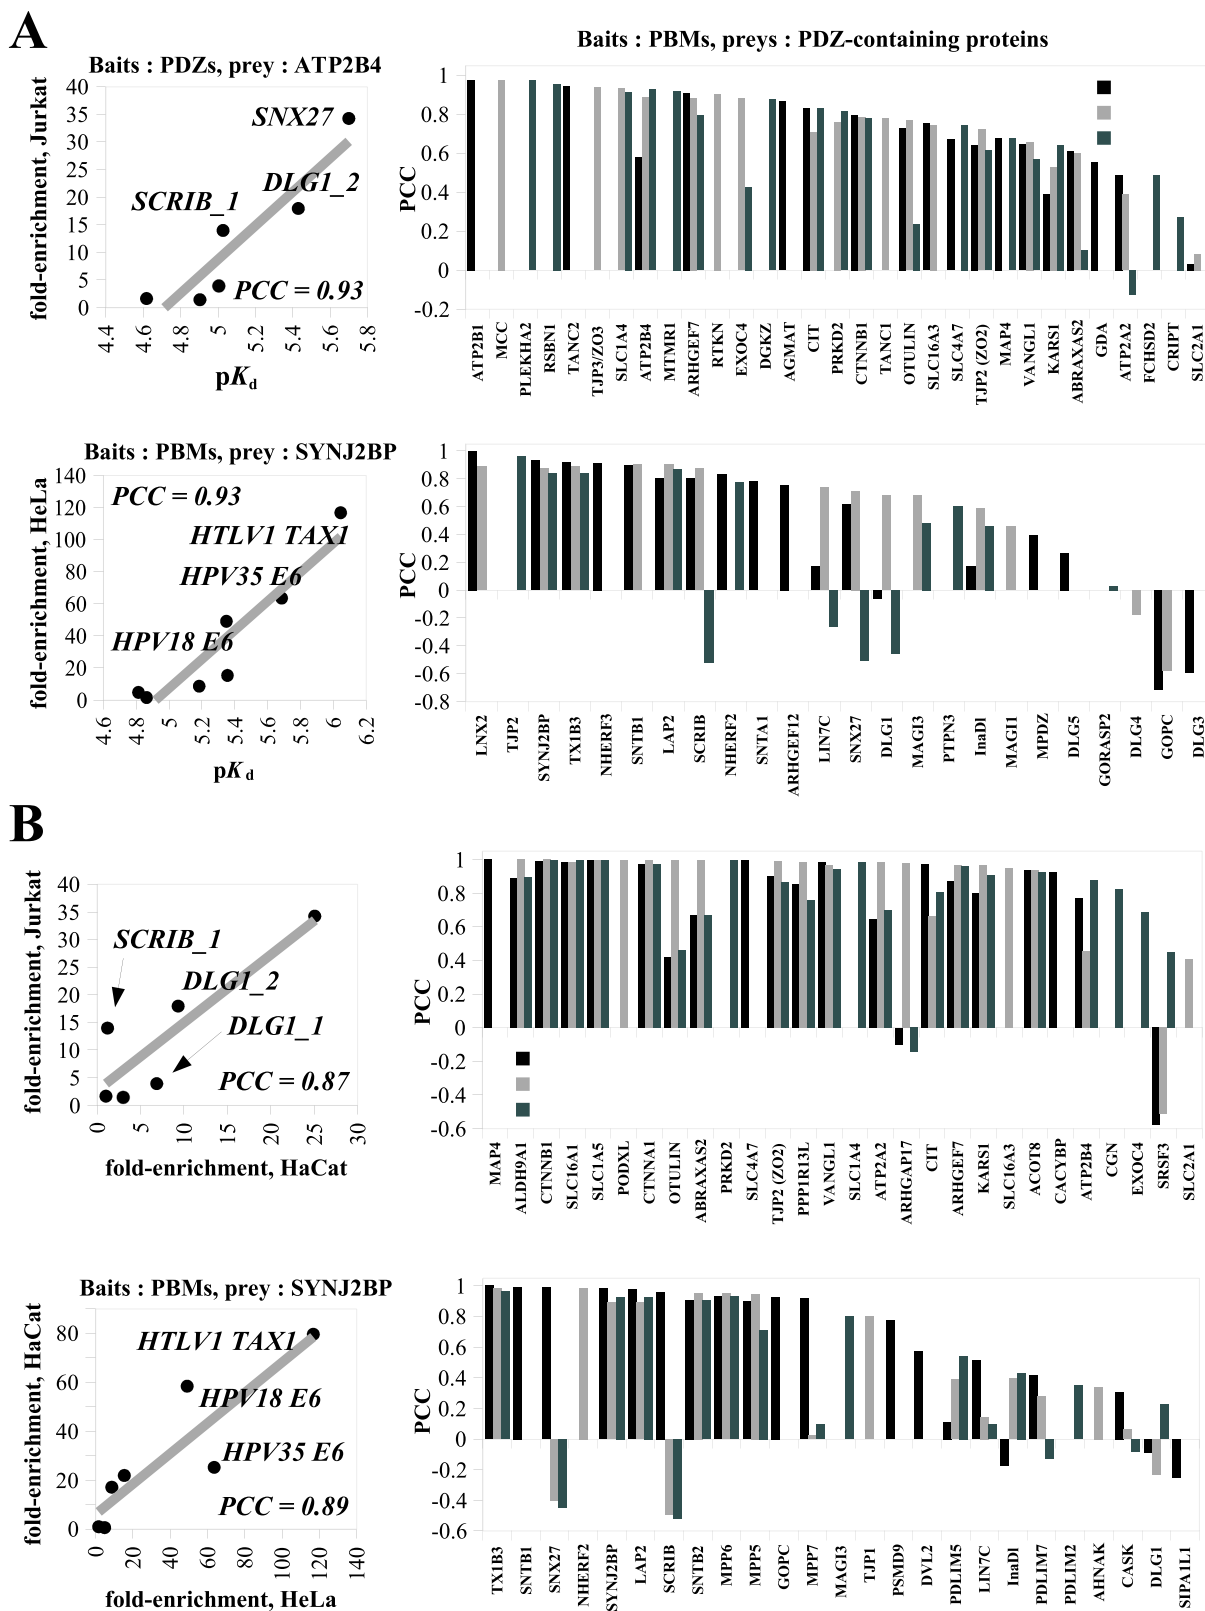 A
Baits : PDZs, prey : ATP2B4
fold-enrichment, Jurkat
40
35
30
25
20
15
10
5
0
SNX27
DLG1_2
SCRIB_1
PCC = 0.93
4.4
4.6
4.8
5
5.2
5.4
5.6
5.8
pKd
Baits : PBMs, preys : PDZ-containing proteins
PCC
1
0.8
0.6
0.4
0.2
0
-0.2
ATP2B1
MCC
PLEKHA2
RSBN1
TANC2
TJP3/ZO3
SLC1A4
ATP2B4
MTMR1
ARHGEF7
RTKN
EXOC4
DGKZ
AGMAT
CIT
PRKD2
CTNNB1
TANC1
OTULIN
SLC16A3
SLC4A7
TJP2 (ZO2)
MAP4
VANGL1
KARS1
ABRAXAS2
GDA
ATP2A2
FCHSD2
CRIPT
SLC2A1
Baits : PBMs, prey : SYNJ2BP
fold-enrichment, HeLa
140
120
100
80
60
40
20
0
PCC = 0.93
HTLV1 TAX1
HPV35 E6
HPV18 E6
4.6
4.8
5
5.2
5.4
5.6
5.8
6
6.2
pKd
PCC
1
0.8
0.6
0.4
0.2
0
-0.2
-0.4
-0.6
-0.8
LNX2
TJP2
SYNJ2BP
TX1B3
NHERF3
SNTB1
LAP2
SCRIB
NHERF2
SNTA1
ARHGEF12
LIN7C
SNX27
DLG1
MAGI3
PTPN3
InaDl
MAGI1
MPDZ
DLG5
GORASP2
DLG4
GOPC
DLG3
B
fold-enrichment, Jurkat
40
35
30
25
20
15
10
5
0
SCRIB_1
DLG1_2
DLG1_1
PCC = 0.87
0
5
10
15
20
25
30
fold-enrichment, HaCat
PCC
1
0.8
0.6
0.4
0.2
0
-0.2
-0.4
-0.6
MAP4
ALDH9A1
CTNNB1
SLC16A1
SLC1A5
PODXL
CTNNA1
OTULIN
ABRAXAS2
PRKD2
SLC4A7
TJP2 (ZO2)
PPP1R13L
VANGL1
SLC1A4
ATP2A2
ARHGAP17
CIT
ARHGEF7
KARS1
SLC16A3
ACOT8
CACYBP
ATP2B4
CGN
EXOC4
SRSF3
SLC2A1
Baits : PBMs, prey : SYNJ2BP
fold-enrichment, HaCat
80
60
40
20
0
HTLV1 TAX1
HPV18 E6
HPV35 E6
PCC = 0.89
0
20
40
60
80
100
120
140
fold-enrichment, HeLa
PCC
1
0.8
0.6
0.4
0.2
0
-0.2
-0.4
-0.6
TX1B3
SNTB1
SNX27
NHERF2
SYNJ2BP
LAP2
SCRIB
SNTB2
MPP6
MPP5
GOPC
MPP7
MAGI3
TJP1
PSMD9
DVL2
PDLIM5
LIN7C
InaDl
PDLIM7
PDLIM2
AHNAK
CASK
DLG1
SIPA1L1